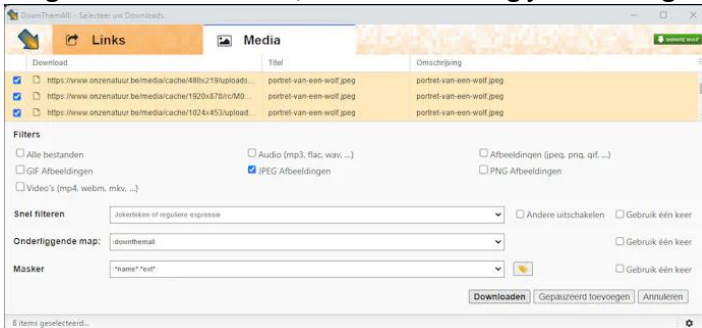 DownThemAll! - Selecteer uw Downloads
Links
Media
Download
Titel
Omschrijving
https://www.onzenatuur.be/media/cache/480x219/uploads...
portret-van-een-wolf.jpeg
portret-van-een-wolf.jpeg
https://www.onzenatuur.be/media/cache/1920x878/rc/M0...
portret-van-een-wolf.jpeg
portret-van-een-wolf.jpeg
https://www.onzenatuur.be/media/cache/1024x453/upload...
portret-van-een-wolf.jpeg
portret-van-een-wolf.jpeg
Filters
Alle bestanden
Audio (mp3, flac, wav, ...)
Afbeeldingen (jpeg, png, gif, ...)
GIF Afbeeldingen
JPEG Afbeeldingen
PNG Afbeeldingen
Video's (mp4, webm, mkv, ...)
Snel filteren
Jokerteken of reguliere expressie
Andere uitschakelen
Gebruik één keer
Onderliggende map:
downthemall
Gebruik één keer
Masker
*name*.*ext*
Gebruik één keer
Downloaden
Gepauzeerd toevoegen
Annuleren
8 items geselecteerd...